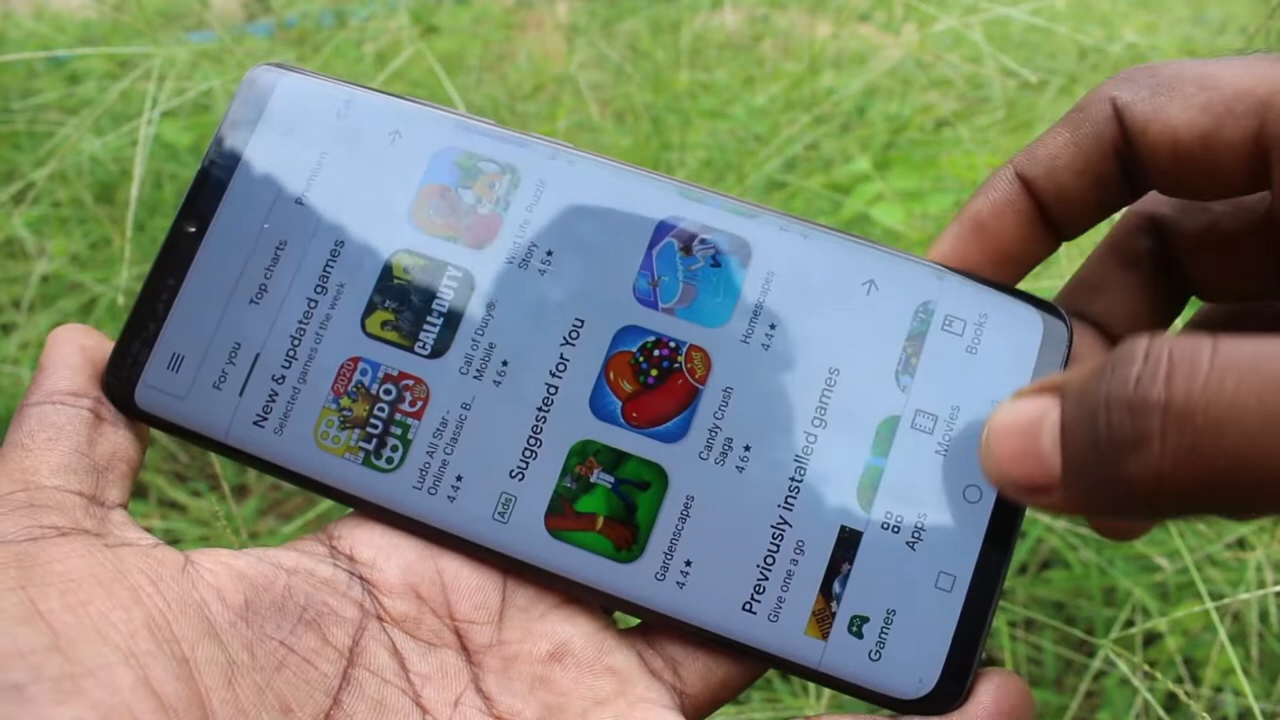 For you
Top charts
Premium
New & updated games
Selected games of the week
2020
LUDO
Ludo All Star-
Online Classic B...
4.4★
CALL-DUTY
Call of Duty®:
Mobile
4.6★
Wild Life Puzzle
Story
4.5★
Ads
Suggested for You
Gardenscapes
4.4★
King
Candy Crush
Saga
4.6★
Homescapes
4.4★
Previously installed games
Give one a go
PUBG
Games
Apps
Movies
Books